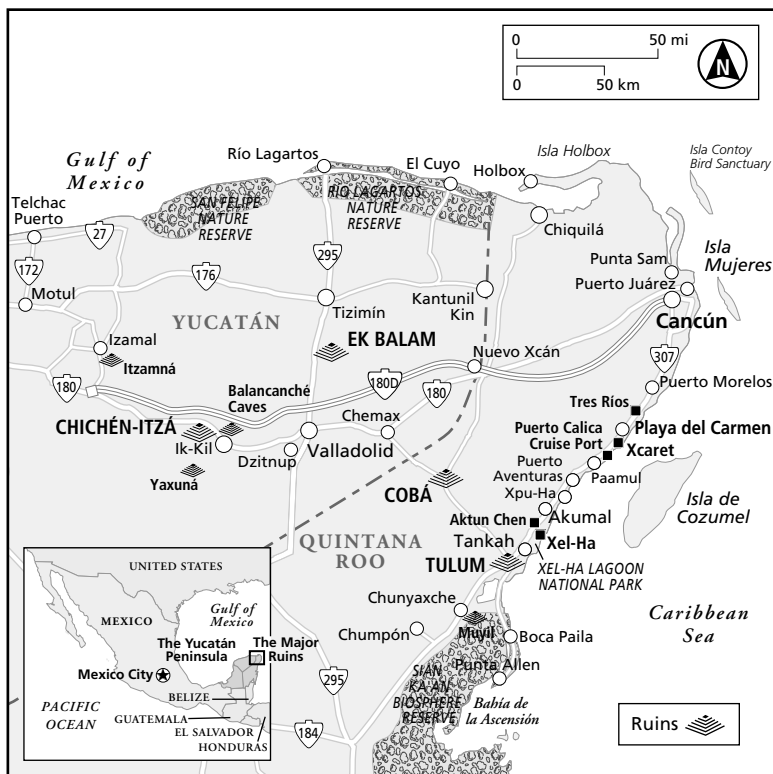 0 50 mi
0 50 km
N
Gulf of
Mexico
Río Lagartos
El Cuyo
Holbox
Isla Holbox
Isla Contoy
Bird Sanctuary
SAN FELIPE
NATURE
RESERVE
RÍO LAGARTOS
NATURE
RESERVE
Telchac
Puerto
27
172
176
295
Chiquilá
Isla
Mujeres
Punta Sam
Puerto Juárez
Motul
Tizimín
Kantunil
Kin
Cancún
YUCATÁN
Izamal
Itzamná
EK BALAM
Nuevo Xcán
307
180
180D
180
Puerto Morelos
Balancanché
Caves
Tres Ríos
CHICHÉN-ITZÁ
Chemax
Puerto Calica
Cruise Port
Playa del Carmen
Xcaret
Ik-Kil
Dzitnup
Valladolid
Yaxuná
COBÁ
Puerto
Aventuras
Paamul
Xpu-Ha
Isla de
Cozumel
Aktun Chen
Akumal
QUINTANA
ROO
Tankah
Xel-Ha
TULUM
XEL-HA LAGOON
NATIONAL PARK
Chunyaxche
Caribbean
Sea
Chumpón
Muyil
Boca Paila
Punta Allen
SIAN
KA'AN
BIOSPHERE
RESERVE
Bahía de
la Ascensión
295
184
Ruins
UNITED STATES
Gulf of
Mexico
MEXICO
The Yucatán
Peninsula
The Major
Ruins
Mexico City
BELIZE
PACIFIC
OCEAN
GUATEMALA
EL SALVADOR
HONDURAS